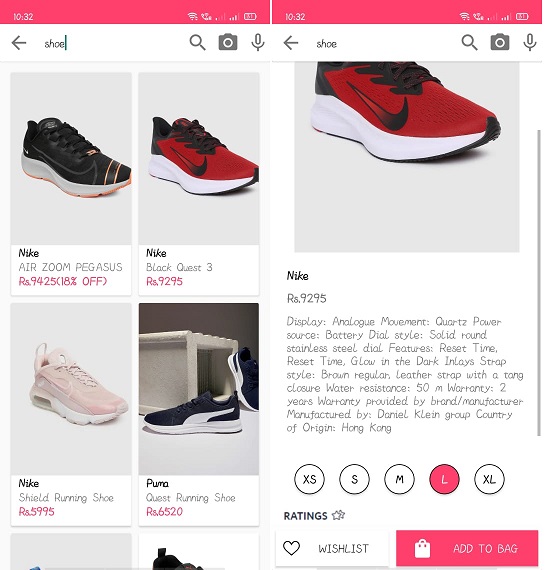 10:32
shoe
Nike
AIR ZOOM PEGASUS
Rs.9425(18% OFF)
Nike
Black Quest 3
Rs.9295
Nike
Shield Running Shoe
Rs.5995
Puma
Quest Running Shoe
Rs.6520
10:32
shoe
Nike
Rs.9295
Display: Analogue Movement: Quartz Power
source: Battery Dial style: Solid round
stainless steel dial Features: Reset Time,
Reset Time, Glow in the Dark Inlays Strap
style: Brown regular, leather strap with a tang
closure Water resistance: 50 m Warranty: 2
years Warranty provided by brand/manufacturer
Manufactured by: Daniel Klein group Country
of Origin: Hong Kong
XS
S
M
L
XL
RATINGS
WISHLIST
ADD TO BAG